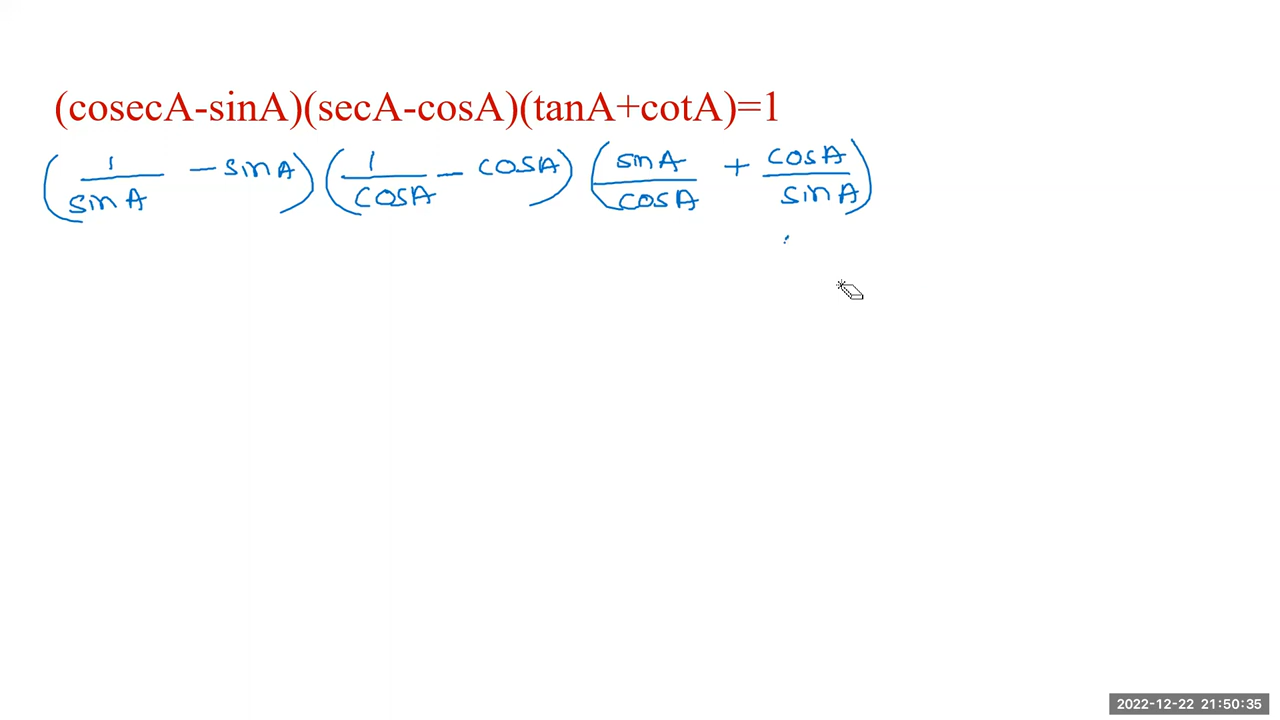 (cosecA-sinA)(secA-cosA)(tanA+cotA)=1
(1/sinA - sinA) (1/cosA - cosA) (sinA/cosA + cosA/sinA)
2022-12-22 21:50:35